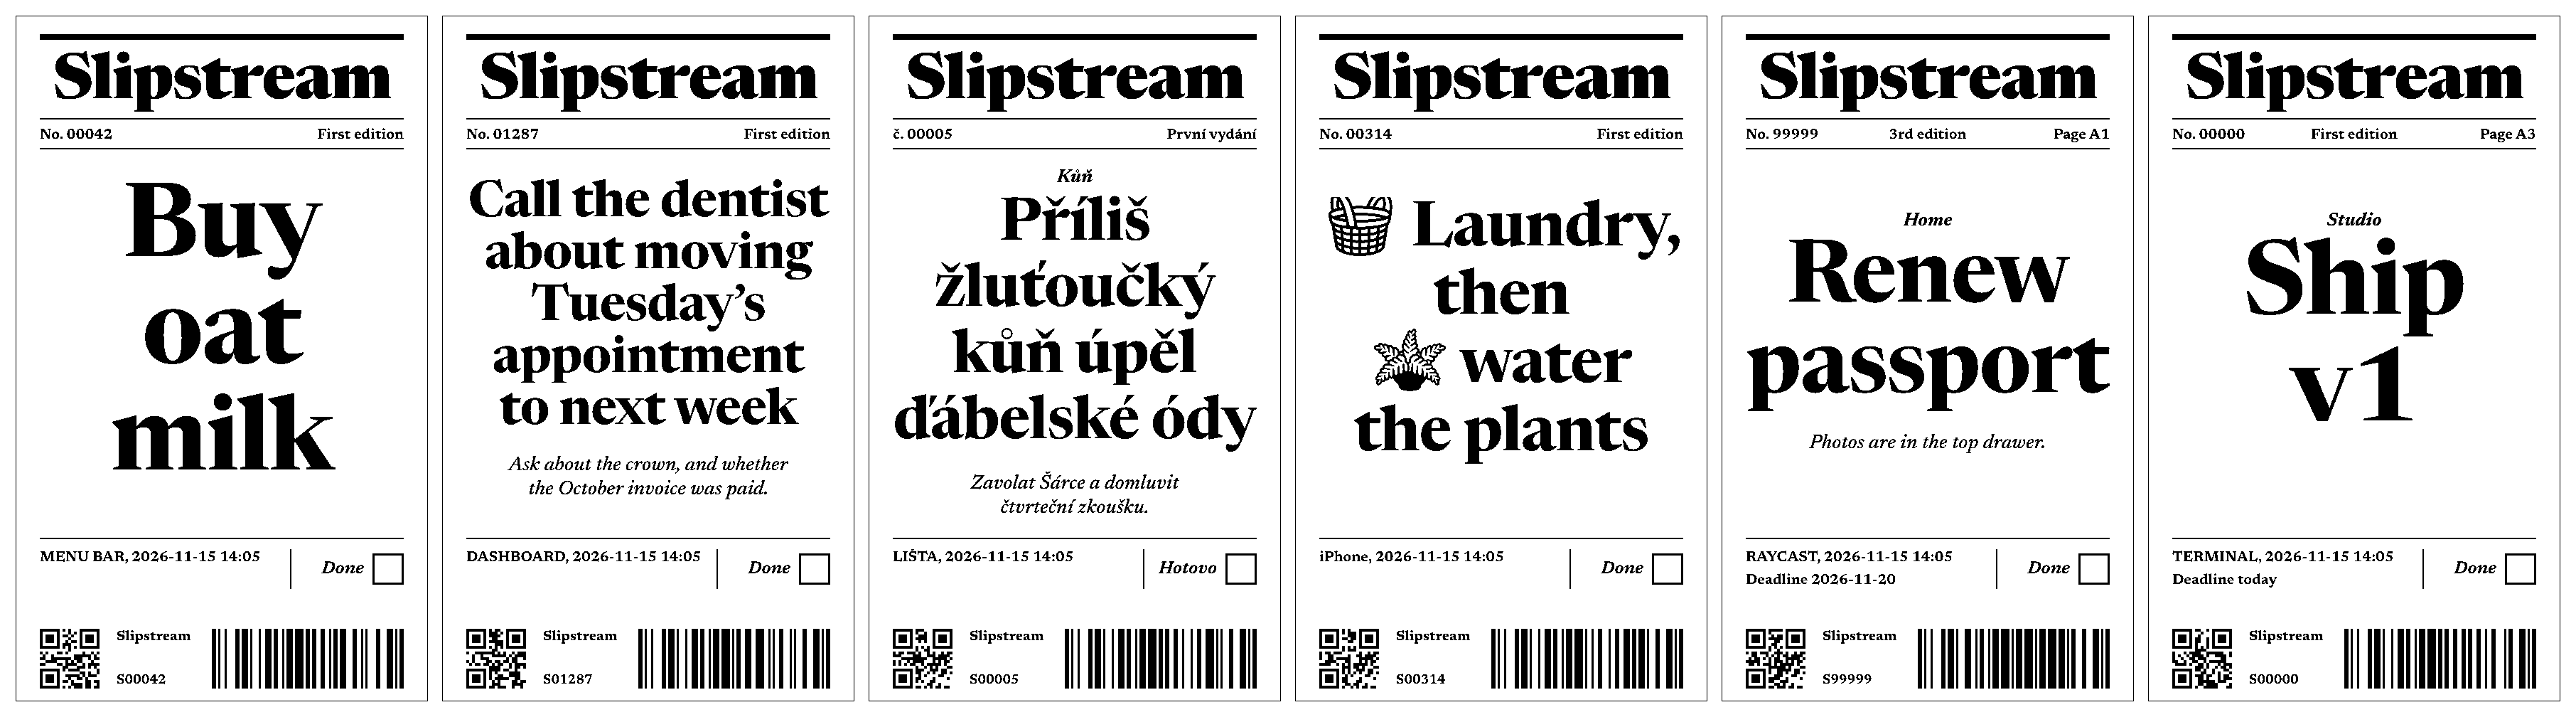 Slipstream
No. 00042 First edition
Buy
oat
milk
MENU BAR, 2026-11-15 14:05
Done
Slipstream
S00042
Slipstream
No. 01287 First edition
Call the dentist
about moving
Tuesday’s
appointment
to next week
Ask about the crown, and whether
the October invoice was paid.
DASHBOARD, 2026-11-15 14:05
Done
Slipstream
S01287
Slipstream
č. 00005 První vydání
Kůň
Příliš
žluťoučký
kůň úpěl
ďábelské ódy
Zavolat Šárce a domluvit
čtvrteční zkoušku.
LIŠTA, 2026-11-15 14:05
Hotovo
Slipstream
S00005
Slipstream
No. 00314 First edition
Laundry,
then
water
the plants
iPhone, 2026-11-15 14:05
Done
Slipstream
S00314
Slipstream
No. 99999 3rd edition Page A1
Home
Renew
passport
Photos are in the top drawer.
RAYCAST, 2026-11-15 14:05
Deadline 2026-11-20
Done
Slipstream
S99999
Slipstream
No. 00000 First edition Page A3
Studio
Ship
v1
TERMINAL, 2026-11-15 14:05
Deadline today
Done
Slipstream
S00000